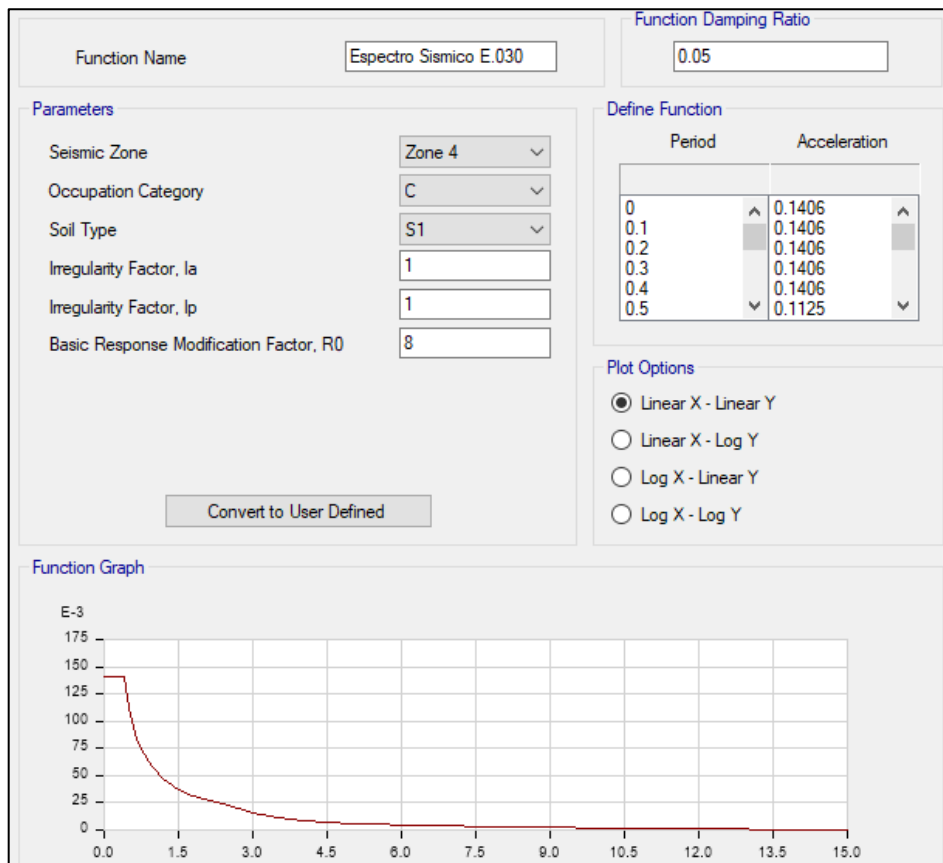 Function Name
Espectro Sismico E.030
Function Damping Ratio
0.05
Parameters
Seismic Zone
Zone 4
Occupation Category
C
Soil Type
S1
Irregularity Factor, Ia
1
Irregularity Factor, Ip
1
Basic Response Modification Factor, R0
8
Convert to User Defined
Define Function
Period Acceleration
0 0.1406
0.1 0.1406
0.2 0.1406
0.3 0.1406
0.4 0.1406
0.5 0.1125
Plot Options
Linear X - Linear Y
Linear X - Log Y
Log X - Linear Y
Log X - Log Y
Function Graph
E-3
175
150
125
100
75
50
25
0
0.0 1.5 3.0 4.5 6.0 7.5 9.0 10.5 12.0 13.5 15.0